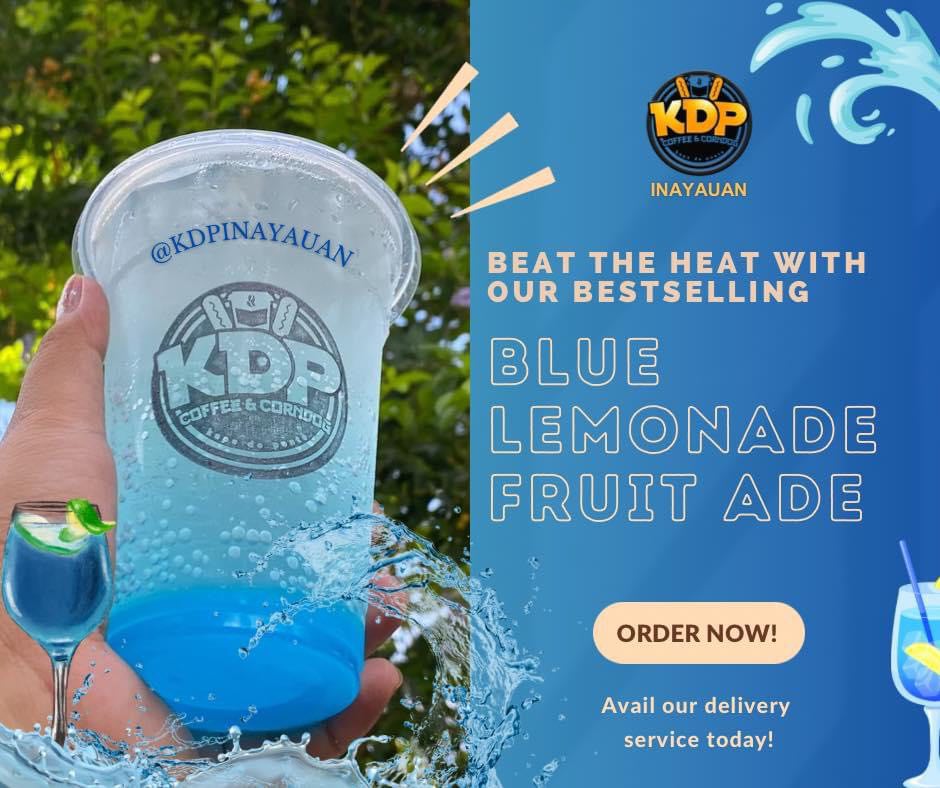 @KDPINAYAUAN
KDP
COFFEE & CORNDOG
KDP
COFFEE & CORNDOG
INAYAUAN
BEAT THE HEAT WITH
OUR BESTSELLING
BLUE
LEMONADE
FRUIT ADE
ORDER NOW!
Avail our delivery
service today!